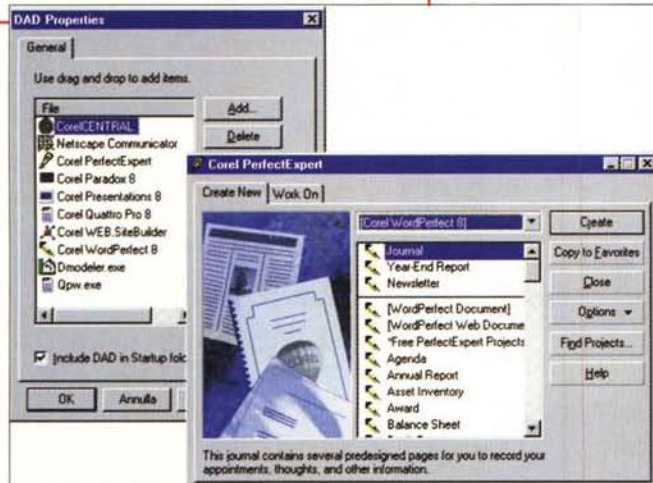 DAD Properties
General
Use drag and drop to add items.
File
CorelCENTRAL
Netscape Communicator
Corel PerfectExpert
Corel Paradox 8
Corel Presentations 8
Corel Quattro Pro 8
Corel WEB.SiteBuilder
Corel WordPerfect 8
Dmodeler.exe
Qpw.exe
Add...
Delete
Include DAD in Startup fold
OK
Annulla
Corel PerfectExpert
Create New
Work On
[Corel WordPerfect 8]
Journal
Year-End Report
Newsletter
[WordPerfect Document]
[WordPerfect Web Docume
*Free PerfectExpert Projects
Agenda
Annual Report
Asset Inventory
Award
Balance Sheet
Create
Copy to Favorites
Close
Options
Find Projects...
Help
This journal contains several predesigned pages for you to record your
appointments, thoughts, and other information.